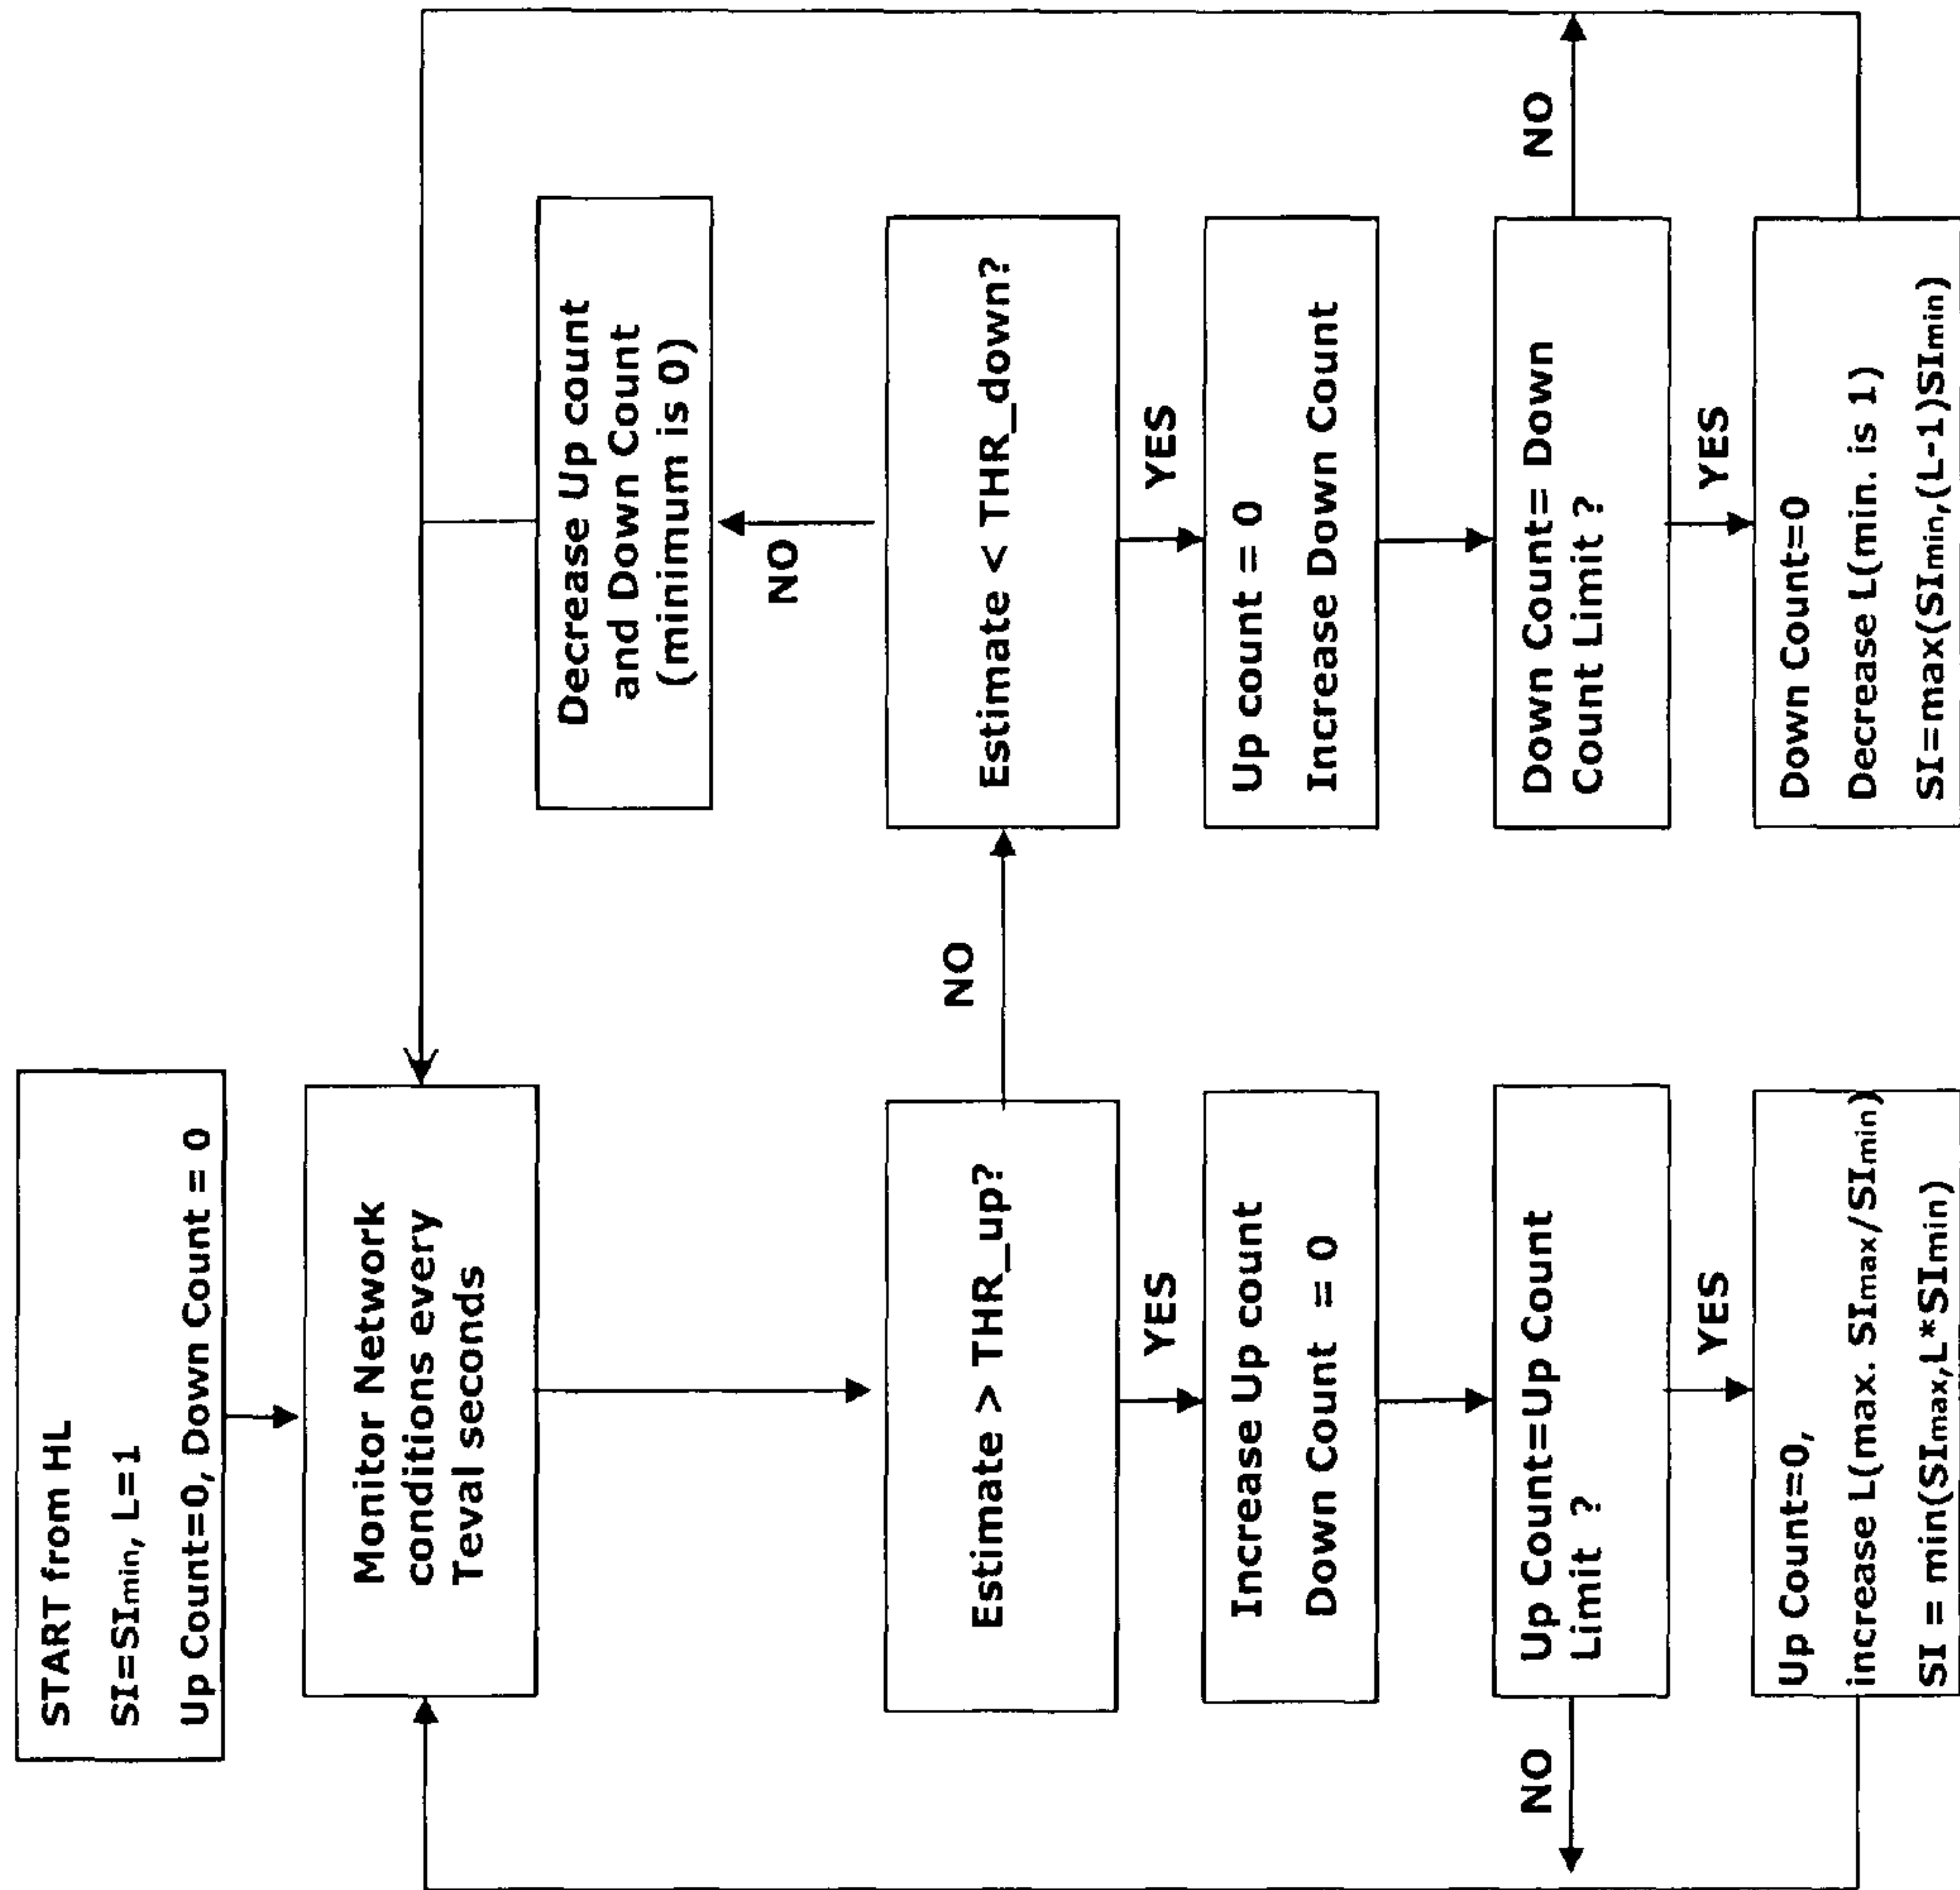 START from HL
SI=SImin, L=1
Up Count=0, Down Count = 0
Monitor Network
conditions every
Teval seconds
Estimate > THR_up?
NO
YES
Increase Up count
Down Count = 0
Up Count=Up Count
Limit ?
NO
YES
Up Count=0,
increase L(max. SImax/SImin)
SI = min(SImax,L*SImin)
Decrease Up count
and Down Count
(minimum is 0)
NO
Estimate < THR_down?
YES
Up count = 0
Increase Down Count
Down Count= Down
Count Limit ?
NO
YES
Down Count=0
Decrease L(min. is 1)
SI=max(SImin,(L-1)SImin)